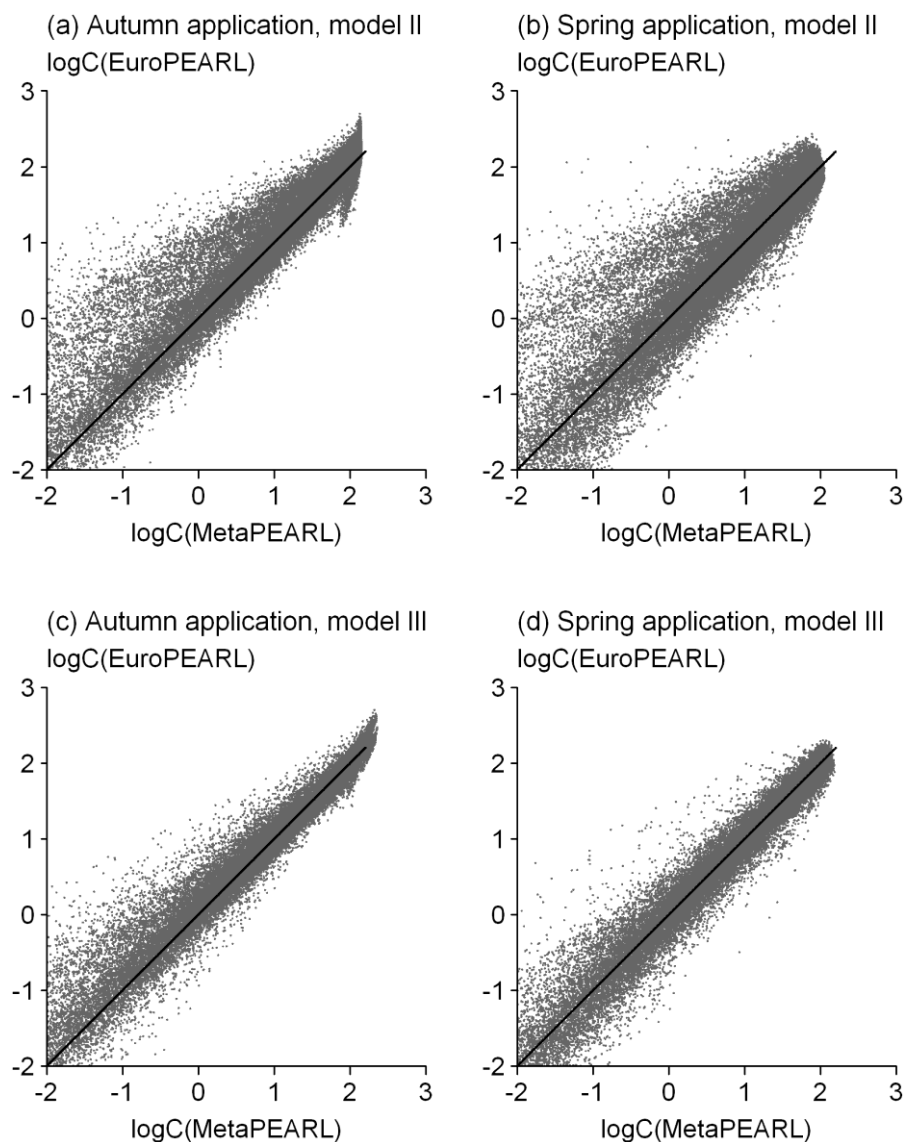 (a) Autumn application, model II
logC(EuroPEARL)
3
2
1
0
-1
-2
-2 -1 0 1 2 3
logC(MetaPEARL)
(b) Spring application, model II
logC(EuroPEARL)
3
2
1
0
-1
-2
-2 -1 0 1 2 3
logC(MetaPEARL)
(c) Autumn application, model III
logC(EuroPEARL)
3
2
1
0
-1
-2
-2 -1 0 1 2 3
logC(MetaPEARL)
(d) Spring application, model III
logC(EuroPEARL)
3
2
1
0
-1
-2
-2 -1 0 1 2 3
logC(MetaPEARL)